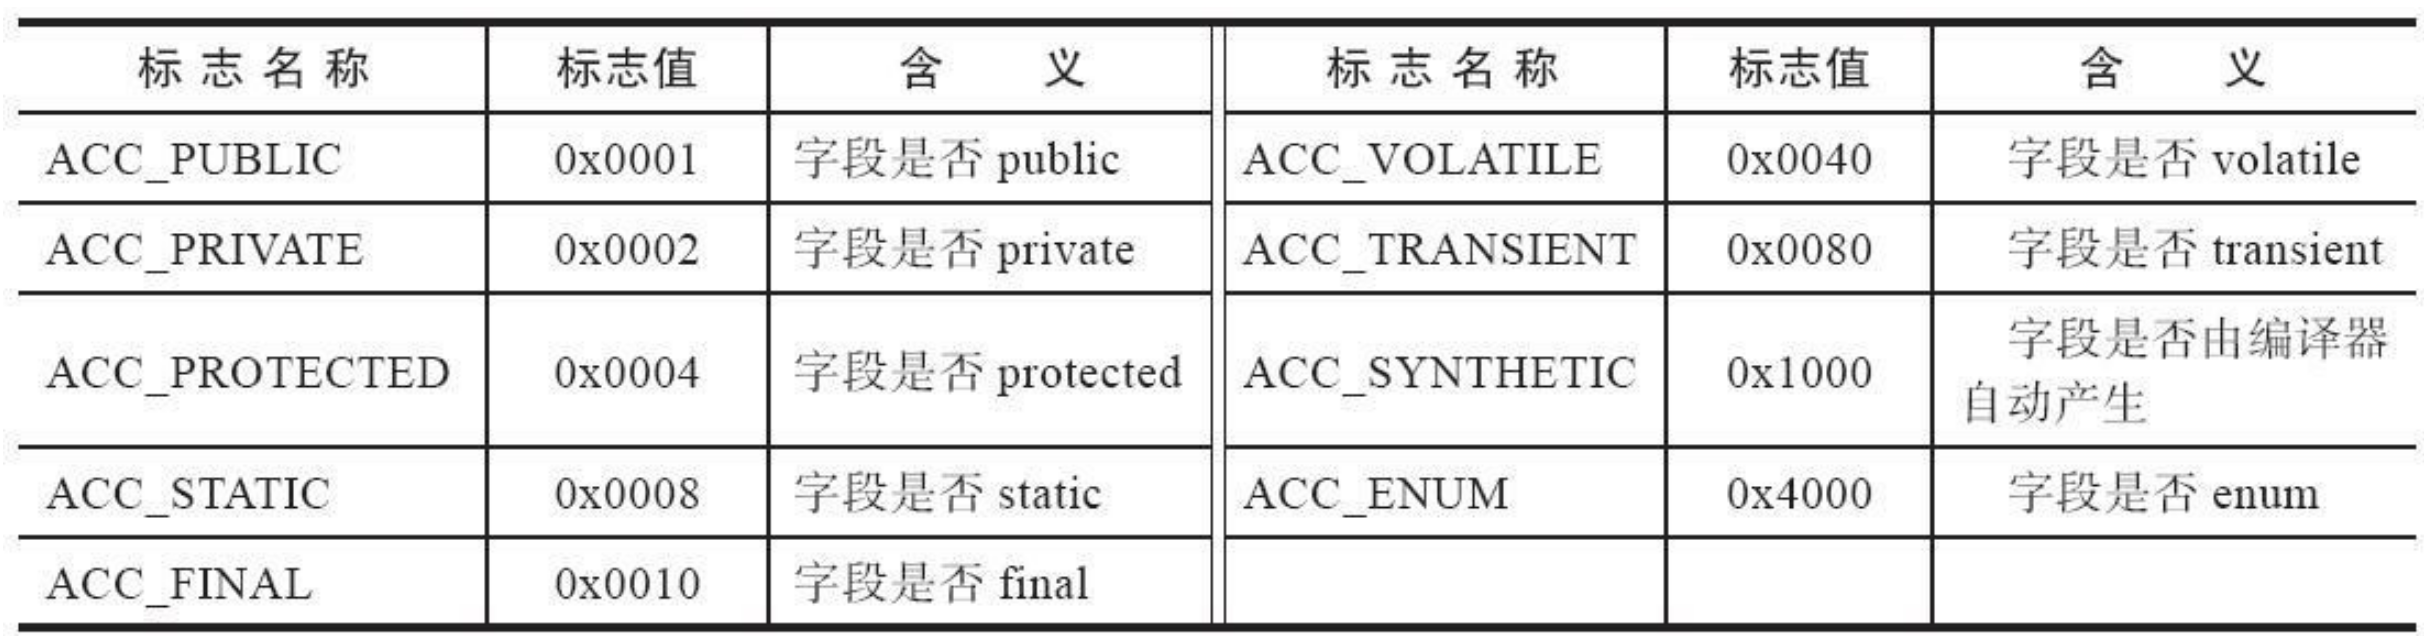 标志名称 标志值 含 义 标志名称 标志值 含 义
ACC_PUBLIC 0x0001 字段是否 public ACC_VOLATILE 0x0040 字段是否 volatile
ACC_PRIVATE 0x0002 字段是否 private ACC_TRANSIENT 0x0080 字段是否 transient
ACC_PROTECTED 0x0004 字段是否 protected ACC_SYNTHETIC 0x1000 字段是否由编译器
自动产生
ACC_STATIC 0x0008 字段是否 static ACC_ENUM 0x4000 字段是否 enum
ACC_FINAL 0x0010 字段是否 final